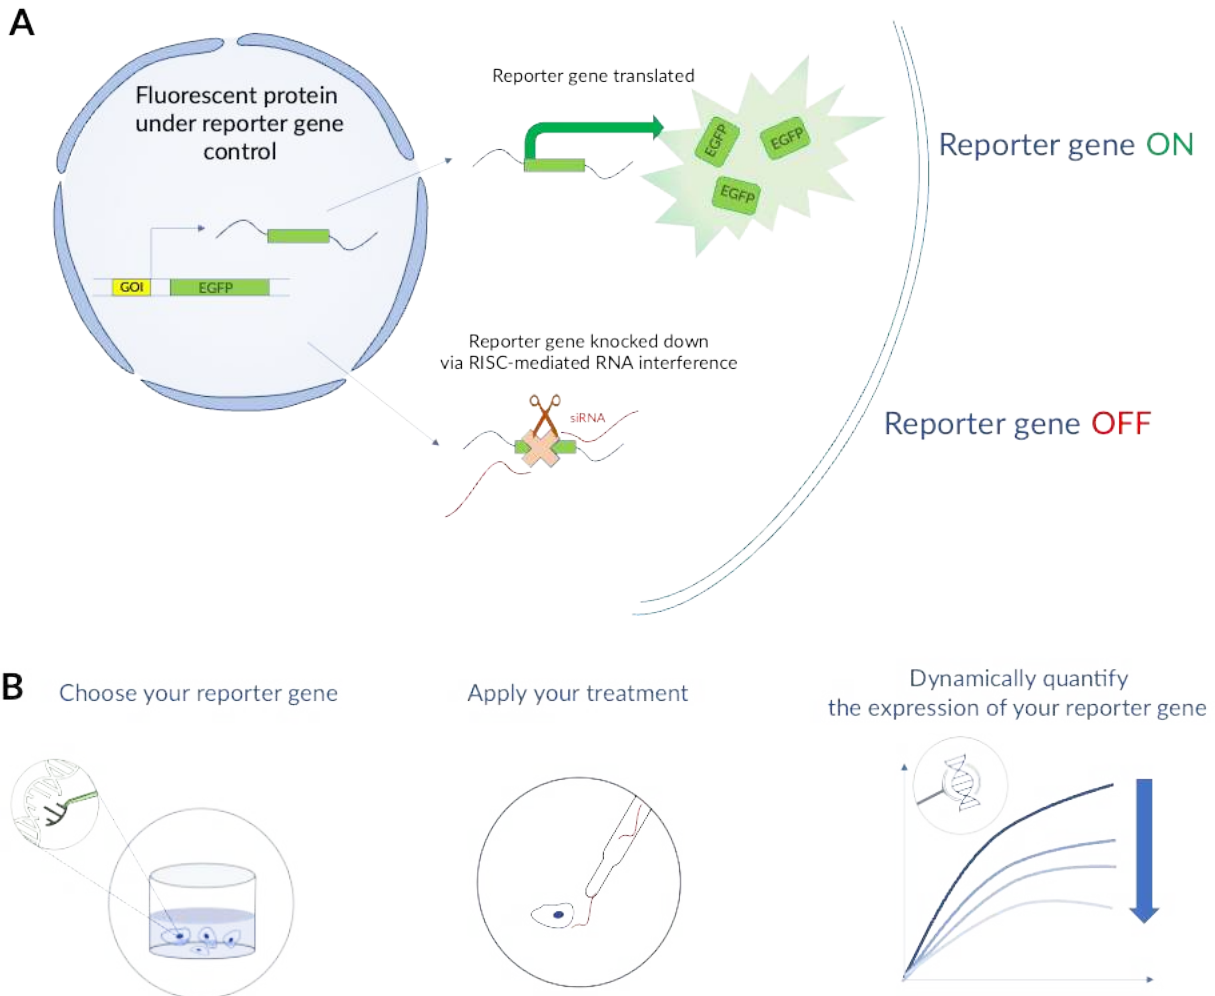 A
Fluorescent protein
under reporter gene
control
GOI
EGFP
Reporter gene translated
EGFP
EGFP
EGFP
Reporter gene ON
Reporter gene knocked down
via RISC-mediated RNA interference
siRNA
Reporter gene OFF
B
Choose your reporter gene
Apply your treatment
Dynamically quantify
the expression of your reporter gene